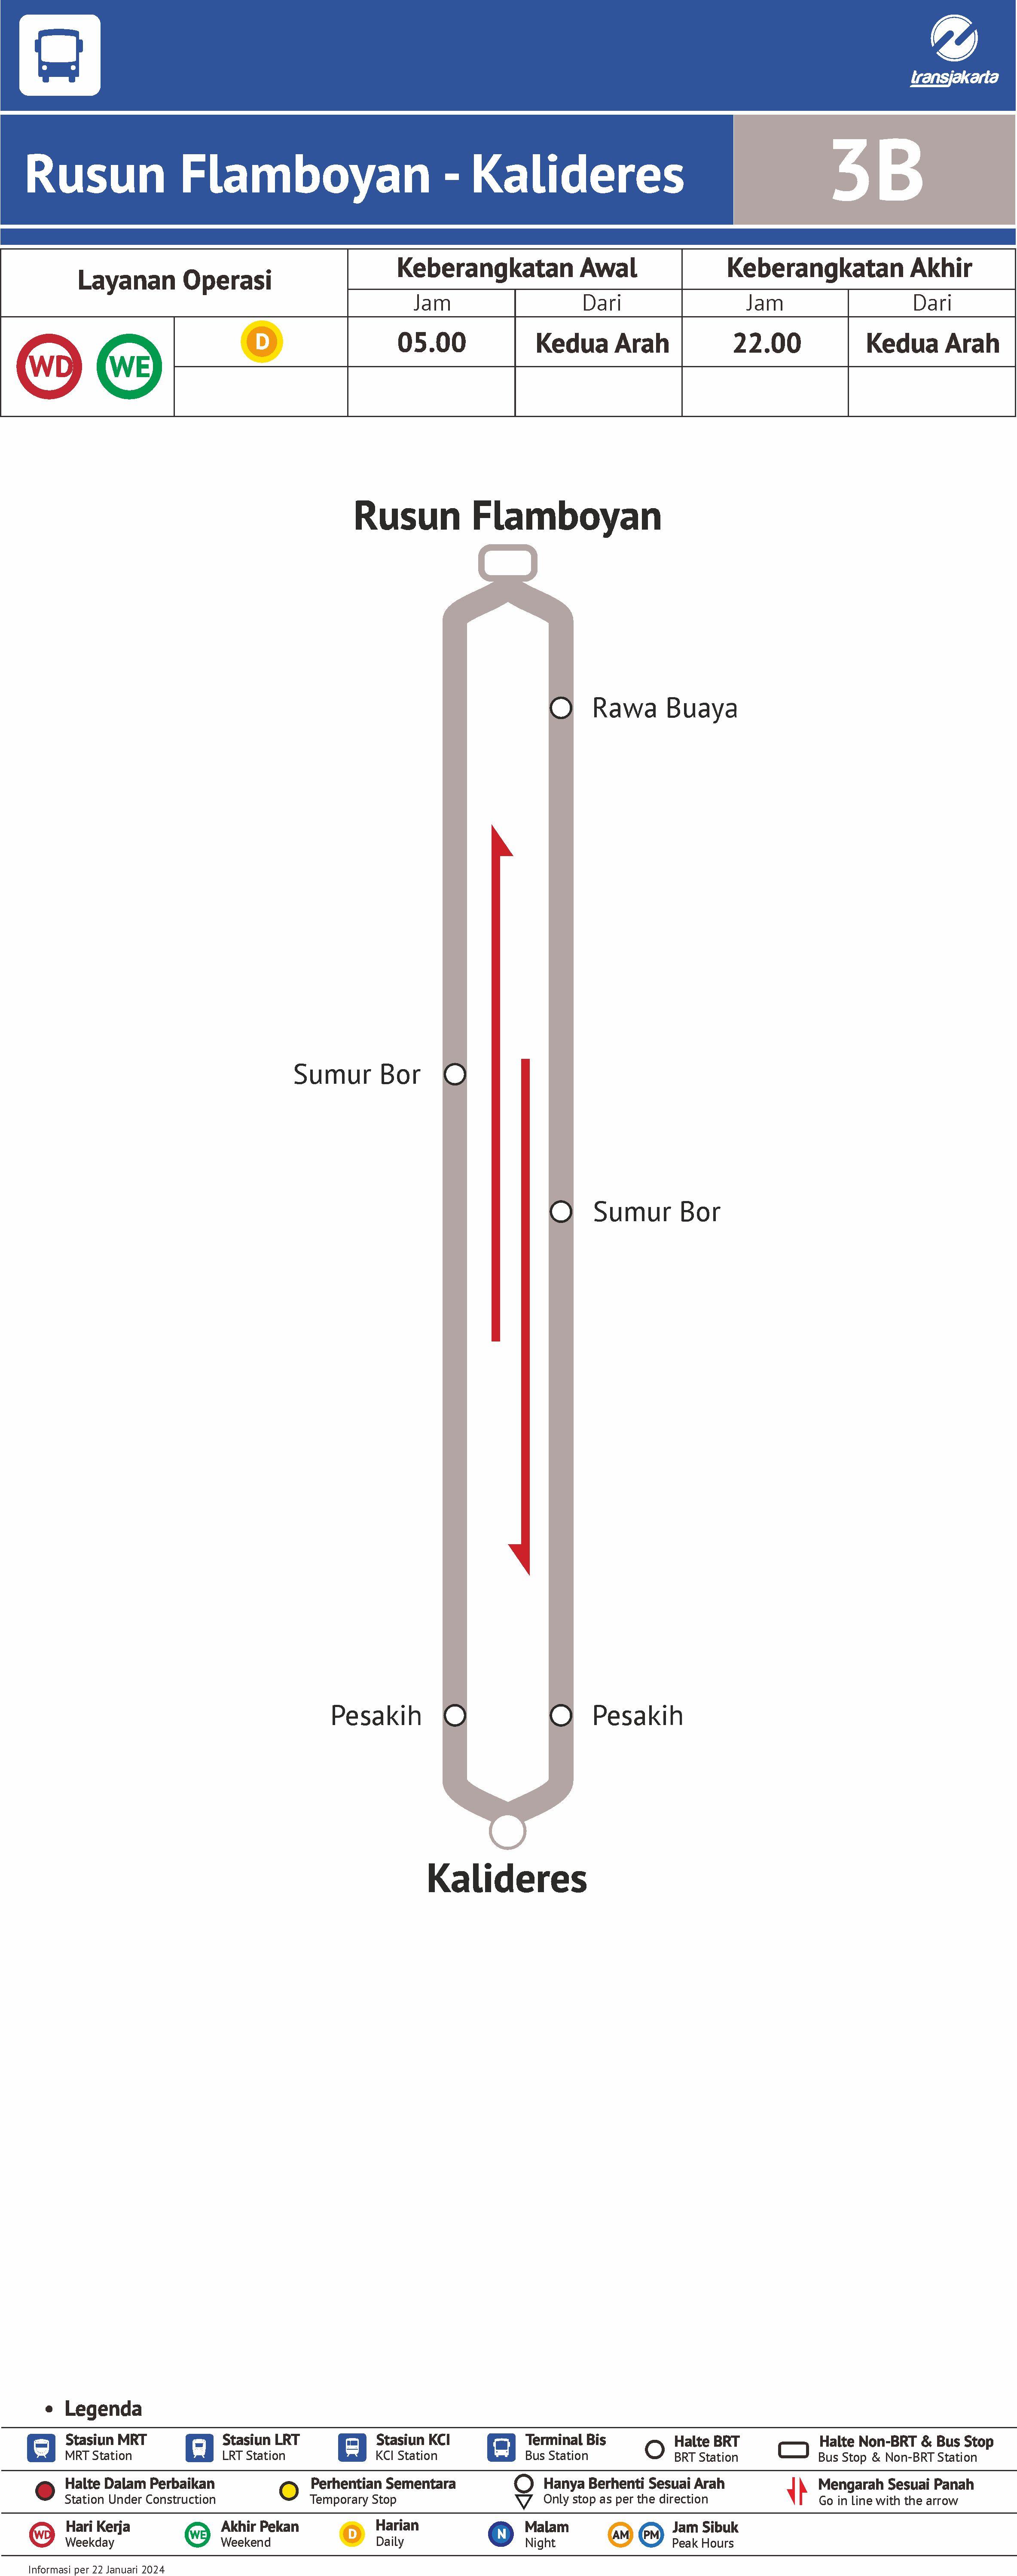 transjakarta
Rusun Flamboyan - Kalideres
3B
Layanan Operasi
Keberangkatan Awal
Keberangkatan Akhir
Jam
Dari
Jam
Dari
WD
WE
D
05.00
Kedua Arah
22.00
Kedua Arah
Rusun Flamboyan
Rawa Buaya
Sumur Bor
Sumur Bor
Pesakih
Pesakih
Kalideres
• Legenda
Stasiun MRT
MRT Station
Stasiun LRT
LRT Station
Stasiun KCI
KCI Station
Terminal Bis
Bus Station
Halte BRT
BRT Station
Halte Non-BRT & Bus Stop
Bus Stop & Non-BRT Station
Halte Dalam Perbaikan
Station Under Construction
Perhentian Sementara
Temporary Stop
Hanya Berhenti Sesuai Arah
Only stop as per the direction
Mengarah Sesuai Panah
Go in line with the arrow
WD
Hari Kerja
Weekday
WE
Akhir Pekan
Weekend
D
Harian
Daily
N
Malam
Night
AM
PM
Jam Sibuk
Peak Hours
Informasi per 22 Januari 2024